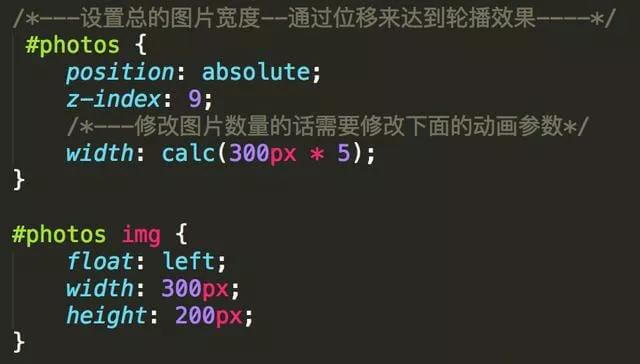 /*----设置总的图片宽度--通过位移来达到轮播效果----*/
#photos {
position: absolute;
z-index: 9;
/*---修改图片数量的话需要修改下面的动画参数*/
width: calc(300px * 5);
}
#photos img {
float: left;
width: 300px;
height: 200px;
}